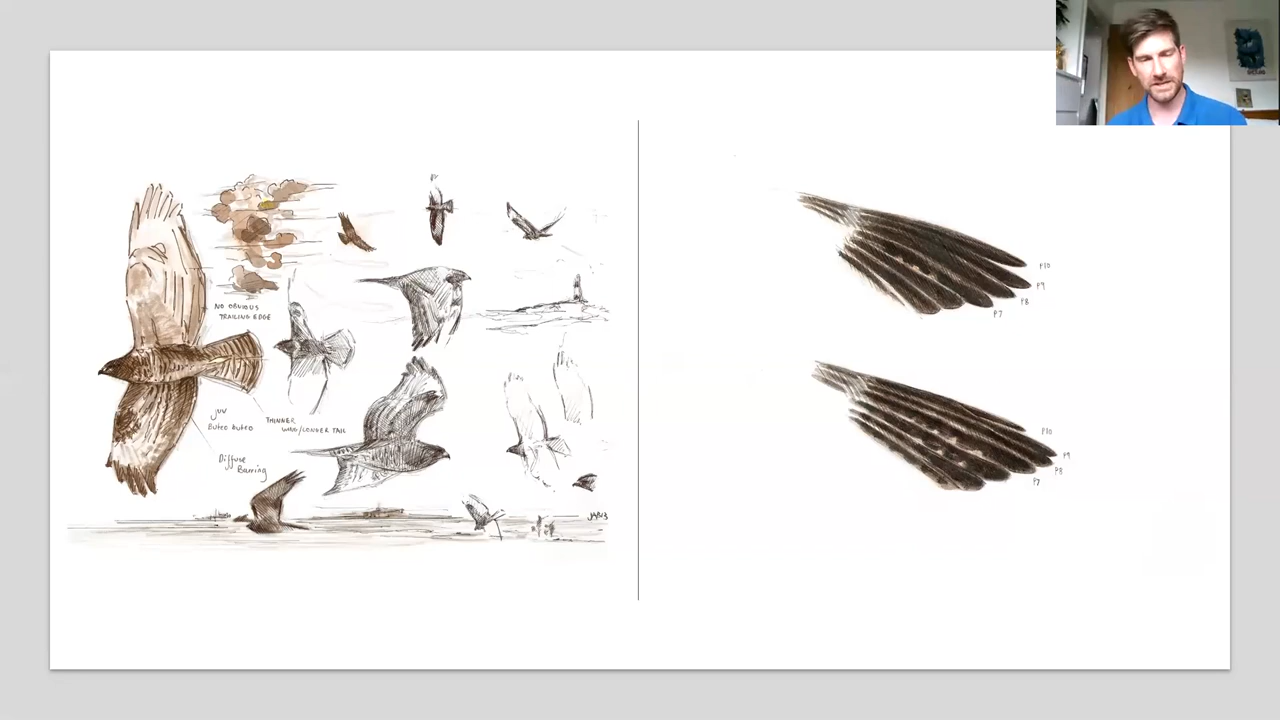 NO OBVIOUS
TRAILING EDGE
juv
Buteo buteo
THINNER
WING/LONGER TAIL
Diffuse
Barring
P10
P9
P8
P7
P10
P9
P8
P7